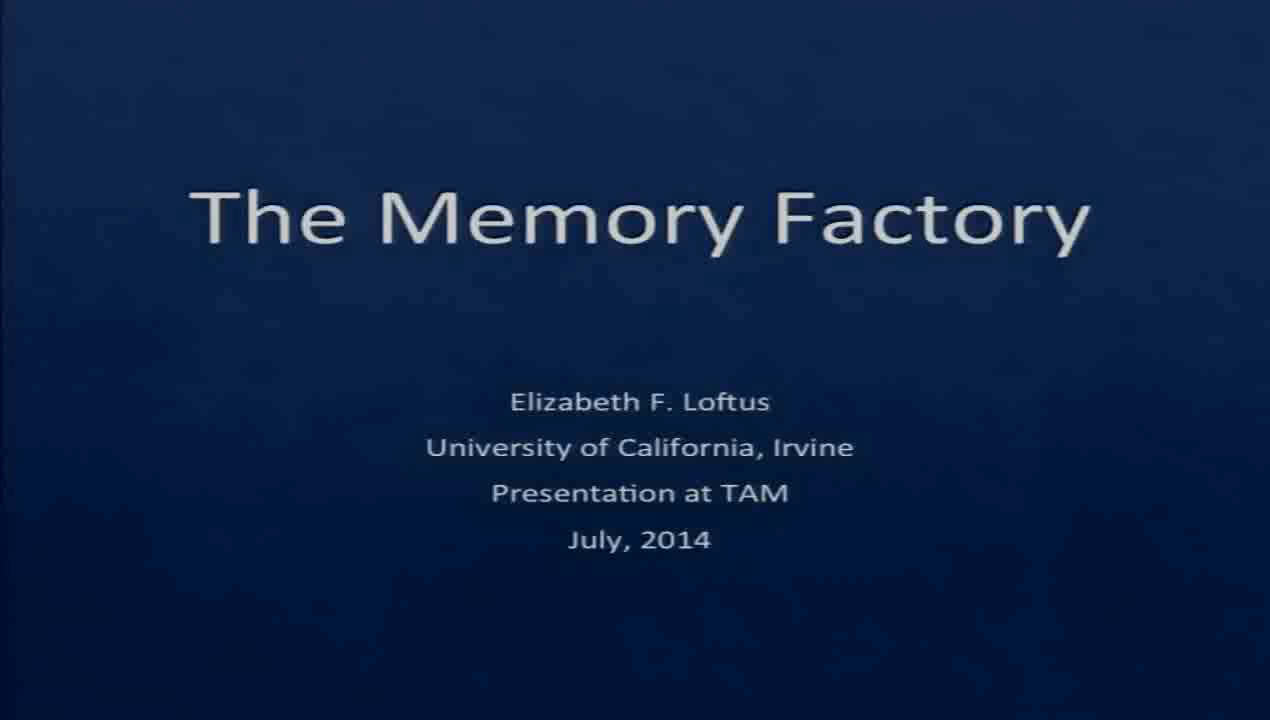 The Memory Factory
Elizabeth F. Loftus
University of California, Irvine
Presentation at TAM
July, 2014